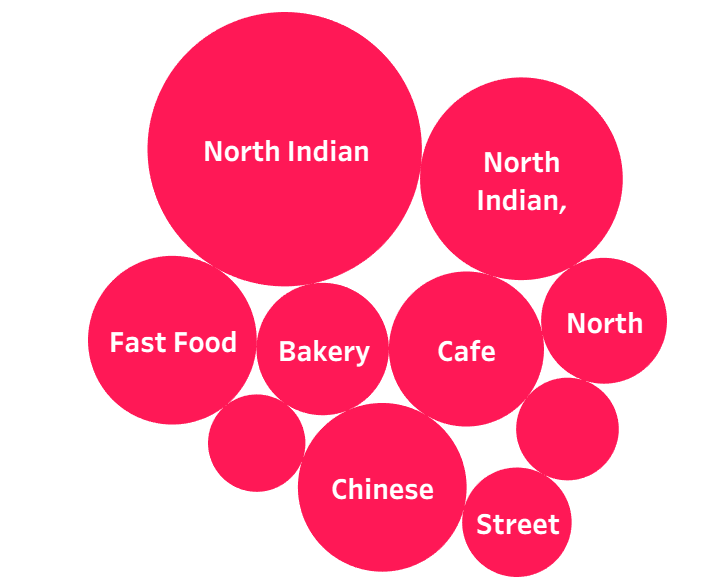 North Indian
North
Indian,
Fast Food
Bakery
Cafe
North
Chinese
Street